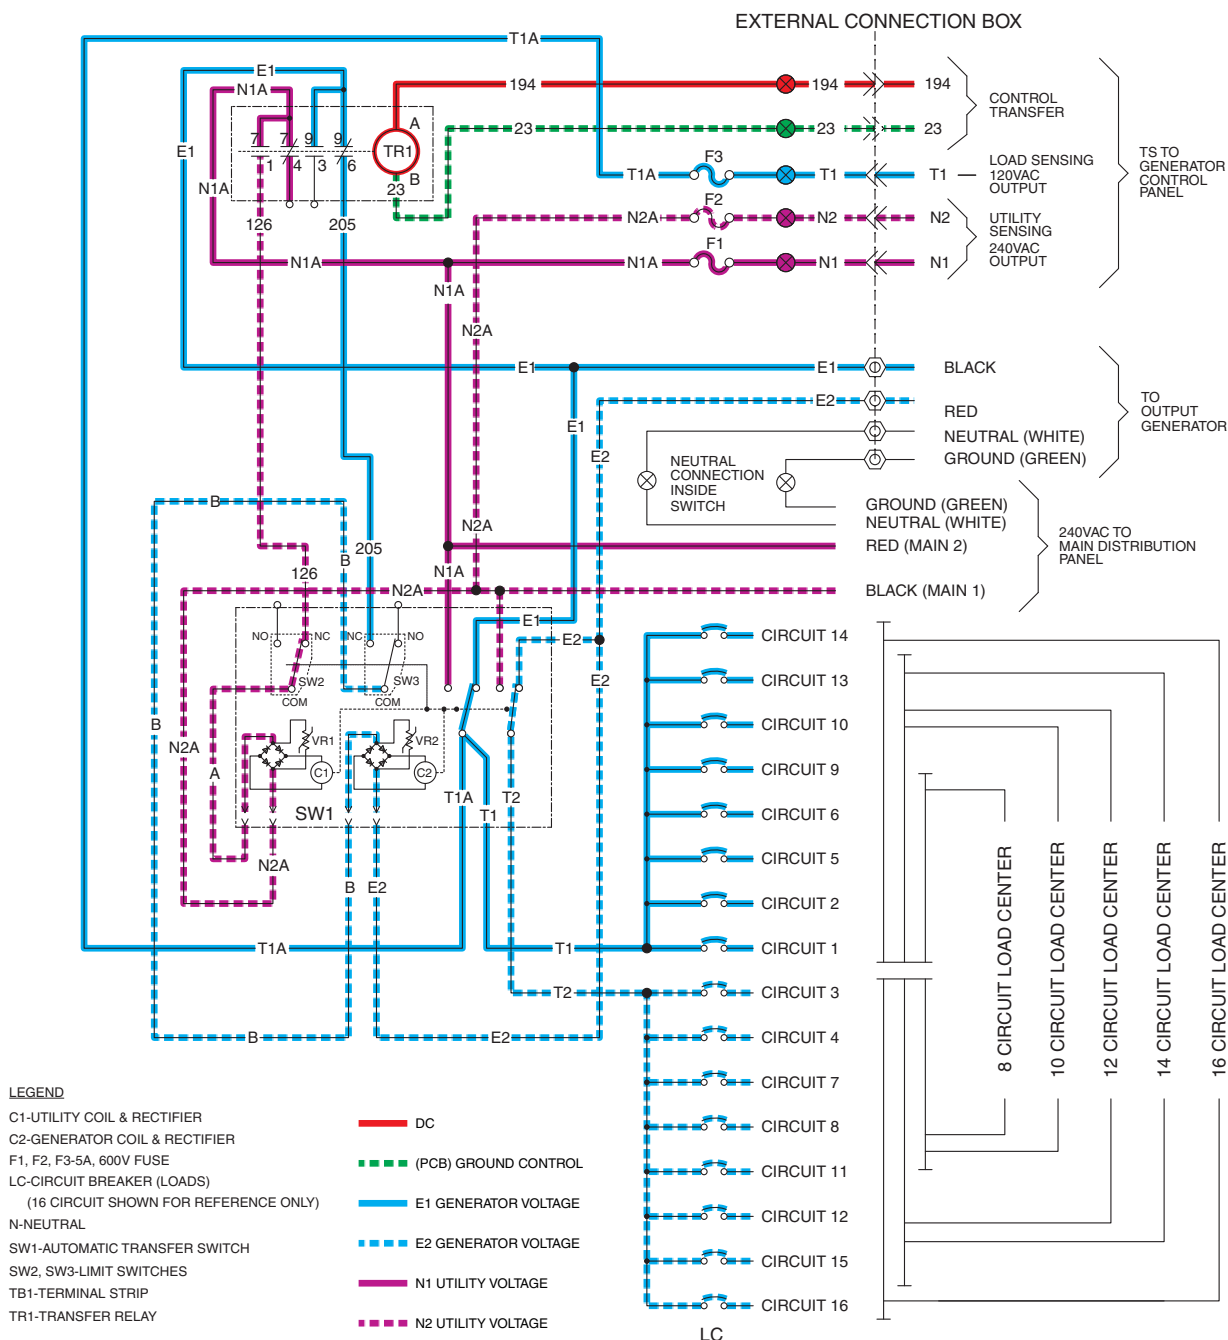 EXTERNAL CONNECTION BOX
T1A
E1
N1A
194
194
194
CONTROL
TRANSFER
A
7
7
9
9
TR1
1
4
3
6
B
23
23
23
23
E1
N1A
F3
T1A
T1
T1
LOAD SENSING
120VAC
OUTPUT
TS TO
GENERATOR
CONTROL
PANEL
126
205
F2
N2A
N2
N2
UTILITY
SENSING
240VAC
OUTPUT
F1
N1A
N1A
N1
N1
N1A
N2A
E1
E1
BLACK
E2
RED
TO
OUTPUT
GENERATOR
E1
NEUTRAL (WHITE)
E2
GROUND (GREEN)
NEUTRAL
CONNECTION
INSIDE
SWITCH
B
GROUND (GREEN)
NEUTRAL (WHITE)
N2A
240VAC TO
MAIN DISTRIBUTION
PANEL
RED (MAIN 2)
205
B
126
N1A
N2A
BLACK (MAIN 1)
E1
NO
NC
NC
NO
E2
SW2
SW3
COM
COM
E2
B
N2A
A
VR1
VR2
C1
C2
T1A
T2
T1
SW1
N2A
B
E2
T1A
T1
T2
B
E2
CIRCUIT 14
CIRCUIT 13
CIRCUIT 10
CIRCUIT 9
CIRCUIT 6
CIRCUIT 5
CIRCUIT 2
CIRCUIT 1
CIRCUIT 3
CIRCUIT 4
CIRCUIT 7
CIRCUIT 8
CIRCUIT 11
CIRCUIT 12
CIRCUIT 15
CIRCUIT 16
LC
8 CIRCUIT LOAD CENTER
10 CIRCUIT LOAD CENTER
12 CIRCUIT LOAD CENTER
14 CIRCUIT LOAD CENTER
16 CIRCUIT LOAD CENTER
LEGEND
C1-UTILITY COIL & RECTIFIER
C2-GENERATOR COIL & RECTIFIER
F1, F2, F3-5A, 600V FUSE
LC-CIRCUIT BREAKER (LOADS)
(16 CIRCUIT SHOWN FOR REFERENCE ONLY)
N-NEUTRAL
SW1-AUTOMATIC TRANSFER SWITCH
SW2, SW3-LIMIT SWITCHES
TB1-TERMINAL STRIP
TR1-TRANSFER RELAY
DC
(PCB) GROUND CONTROL
E1 GENERATOR VOLTAGE
E2 GENERATOR VOLTAGE
N1 UTILITY VOLTAGE
N2 UTILITY VOLTAGE